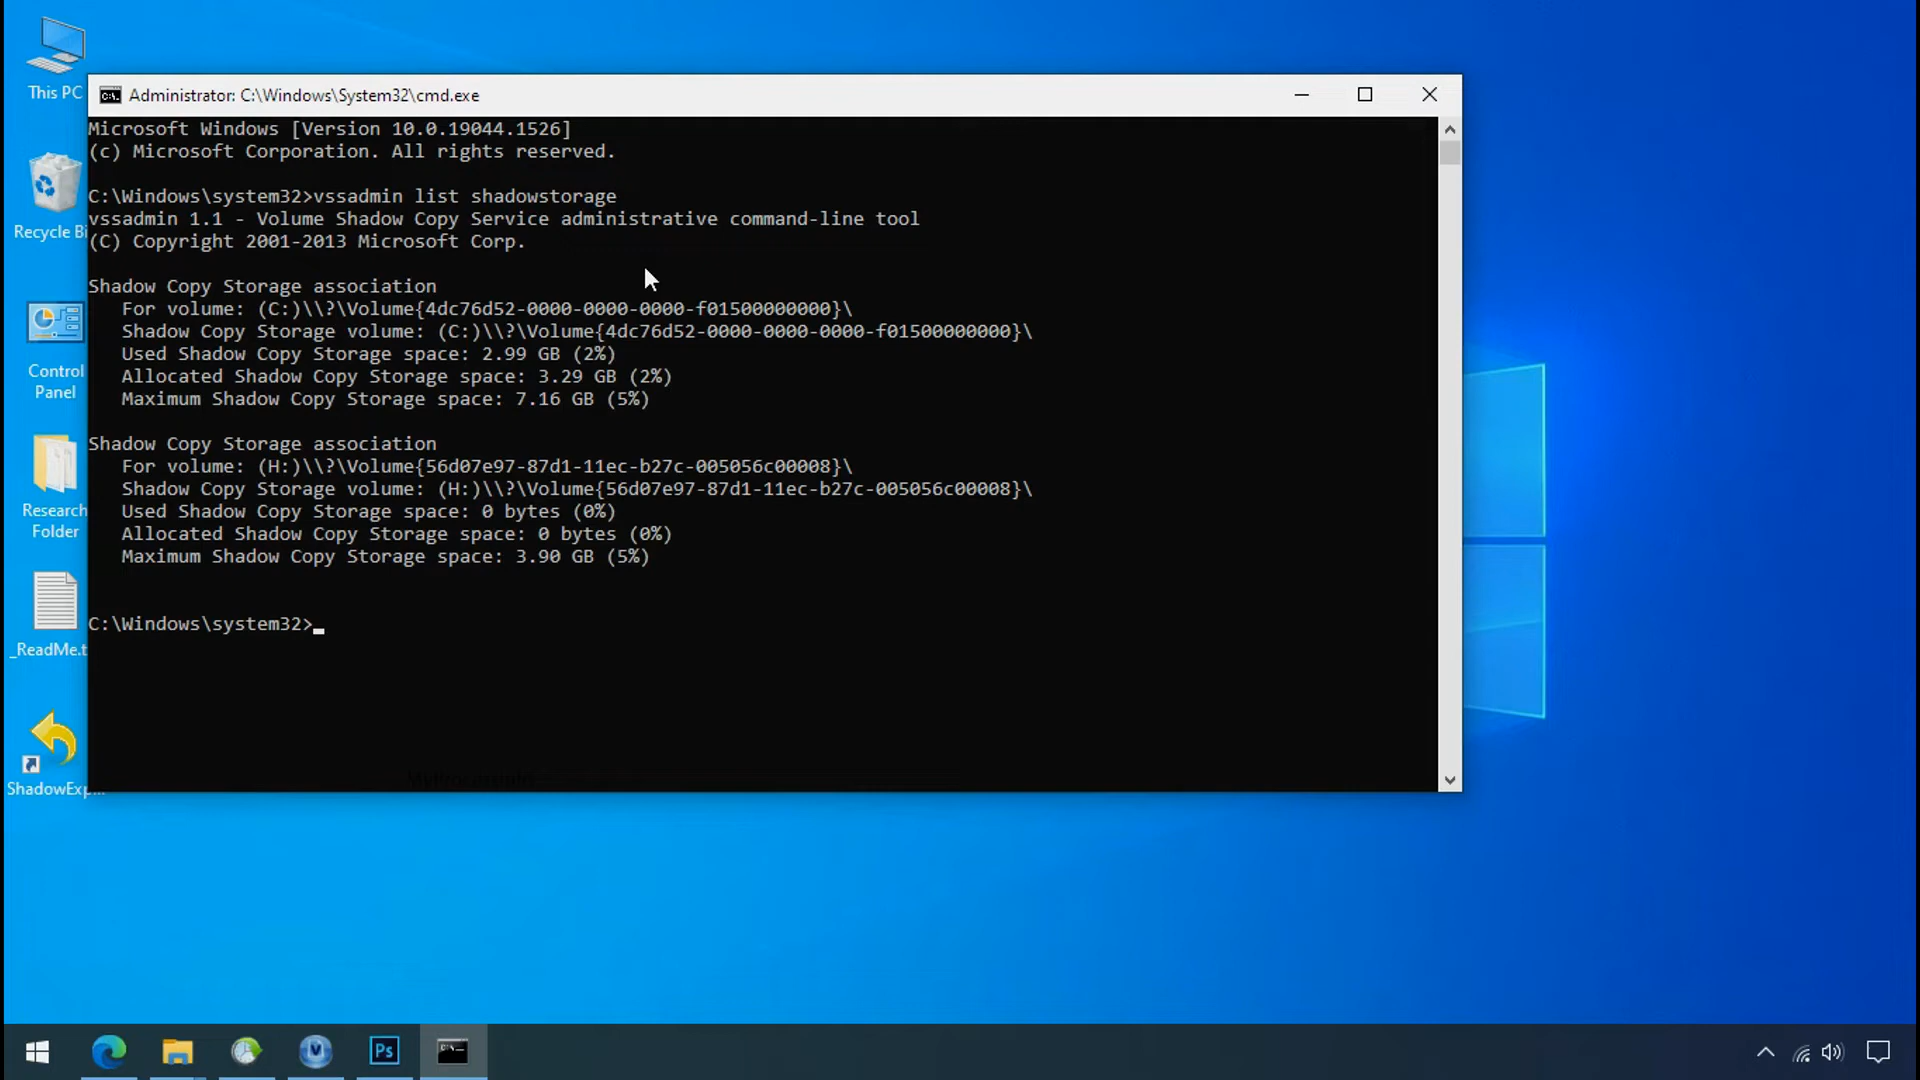 This PC
Recycle Bi
Control
Panel
Research
Folder
_ReadMe.t
ShadowExp...
Administrator: C:\Windows\System32\cmd.exe
Microsoft Windows [Version 10.0.19044.1526]
(c) Microsoft Corporation. All rights reserved.
C:\Windows\system32>vssadmin list shadowstorage
vssadmin 1.1 - Volume Shadow Copy Service administrative command-line tool
(C) Copyright 2001-2013 Microsoft Corp.
Shadow Copy Storage association
For volume: (C:)\\?\Volume{4dc76d52-0000-0000-0000-f01500000000}\
Shadow Copy Storage volume: (C:)\\?\Volume{4dc76d52-0000-0000-0000-f01500000000}\
Used Shadow Copy Storage space: 2.99 GB (2%)
Allocated Shadow Copy Storage space: 3.29 GB (2%)
Maximum Shadow Copy Storage space: 7.16 GB (5%)
Shadow Copy Storage association
For volume: (H:)\\?\Volume{56d07e97-87d1-11ec-b27c-005056c00008}\
Shadow Copy Storage volume: (H:)\\?\Volume{56d07e97-87d1-11ec-b27c-005056c00008}\
Used Shadow Copy Storage space: 0 bytes (0%)
Allocated Shadow Copy Storage space: 0 bytes (0%)
Maximum Shadow Copy Storage space: 3.90 GB (5%)
C:\Windows\system32>
Ps